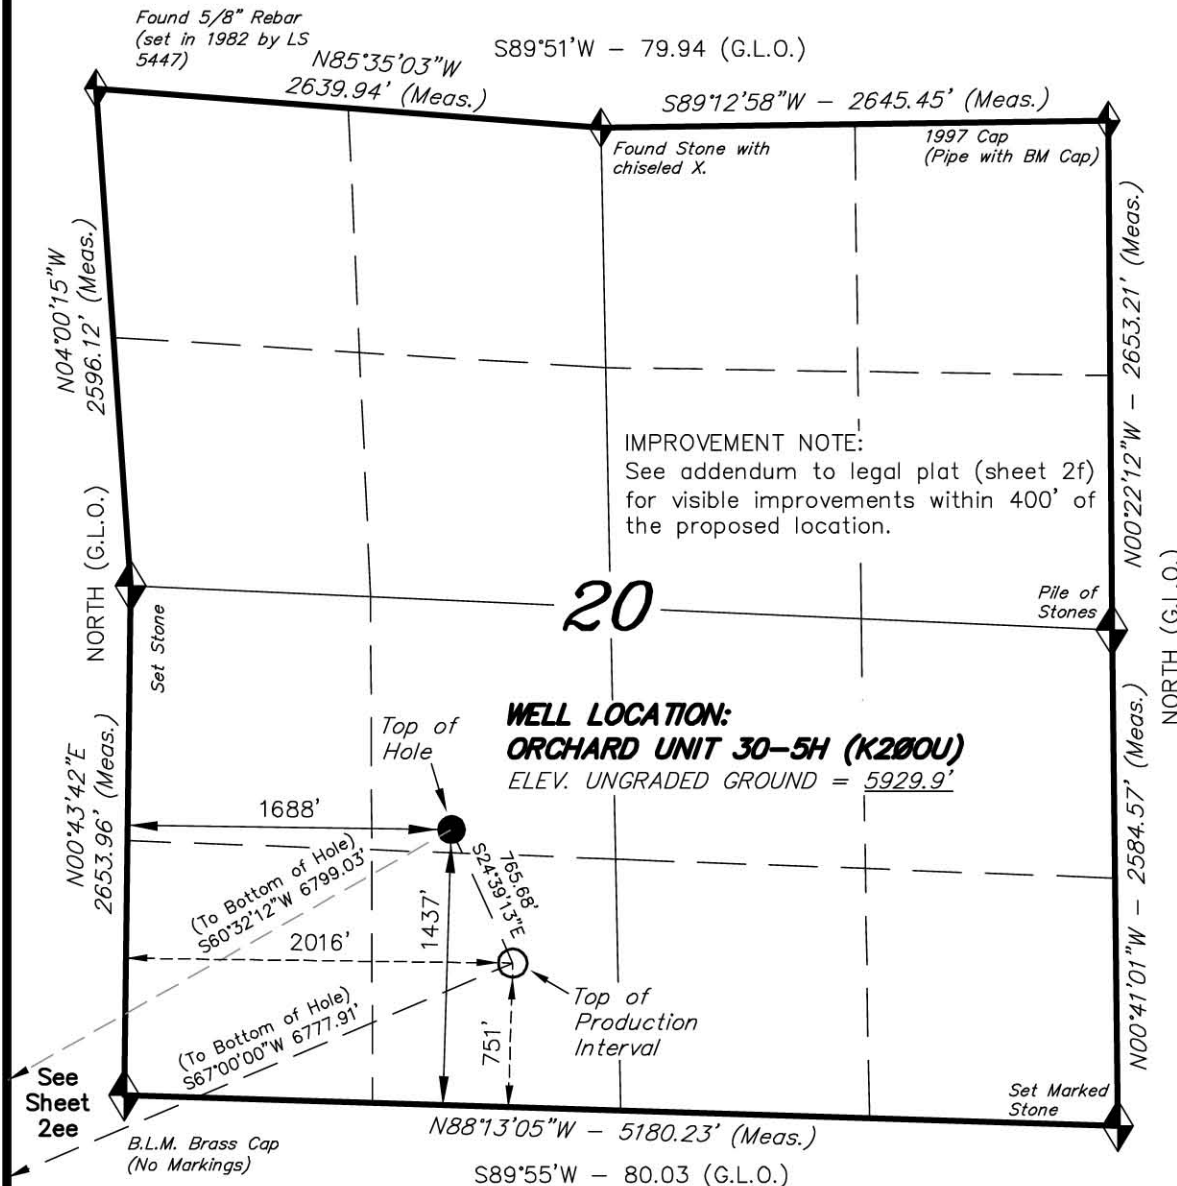 Found 5/8" Rebar
(set in 1982 by LS
5447)
S89°51'W – 79.94 (G.L.O.)
N85°35'03"W
2639.94' (Meas.)
S89°12'58"W – 2645.45' (Meas.)
Found Stone with
chiseled X.
1997 Cap
(Pipe with BM Cap)
N04°00'15"W
2596.12' (Meas.)
N00°22'12"W – 2653.21' (Meas.)
IMPROVEMENT NOTE:
See addendum to legal plat (sheet 2f)
for visible improvements within 400' of
the proposed location.
NORTH (G.L.O.)
NORTH (G.L.O.)
Set Stone
20
Pile of
Stones
WELL LOCATION:
ORCHARD UNIT 30–5H (K2ØOU)
ELEV. UNGRADED GROUND = 5929.9'
Top of
Hole
N00°43'42"E
2653.96' (Meas.)
1688'
(To Bottom of Hole)
S60°32'12"W 6799.03'
765.68'
S24°39'13"E
1437'
2016'
N00°41'01"W – 2584.57' (Meas.)
(To Bottom of Hole)
S67°00'00"W 6777.91'
751'
Top of
Production
Interval
See
Sheet
2ee
Set Marked
Stone
B.L.M. Brass Cap
(No Markings)
N88°13'05"W – 5180.23' (Meas.)
S89°55'W – 80.03 (G.L.O.)